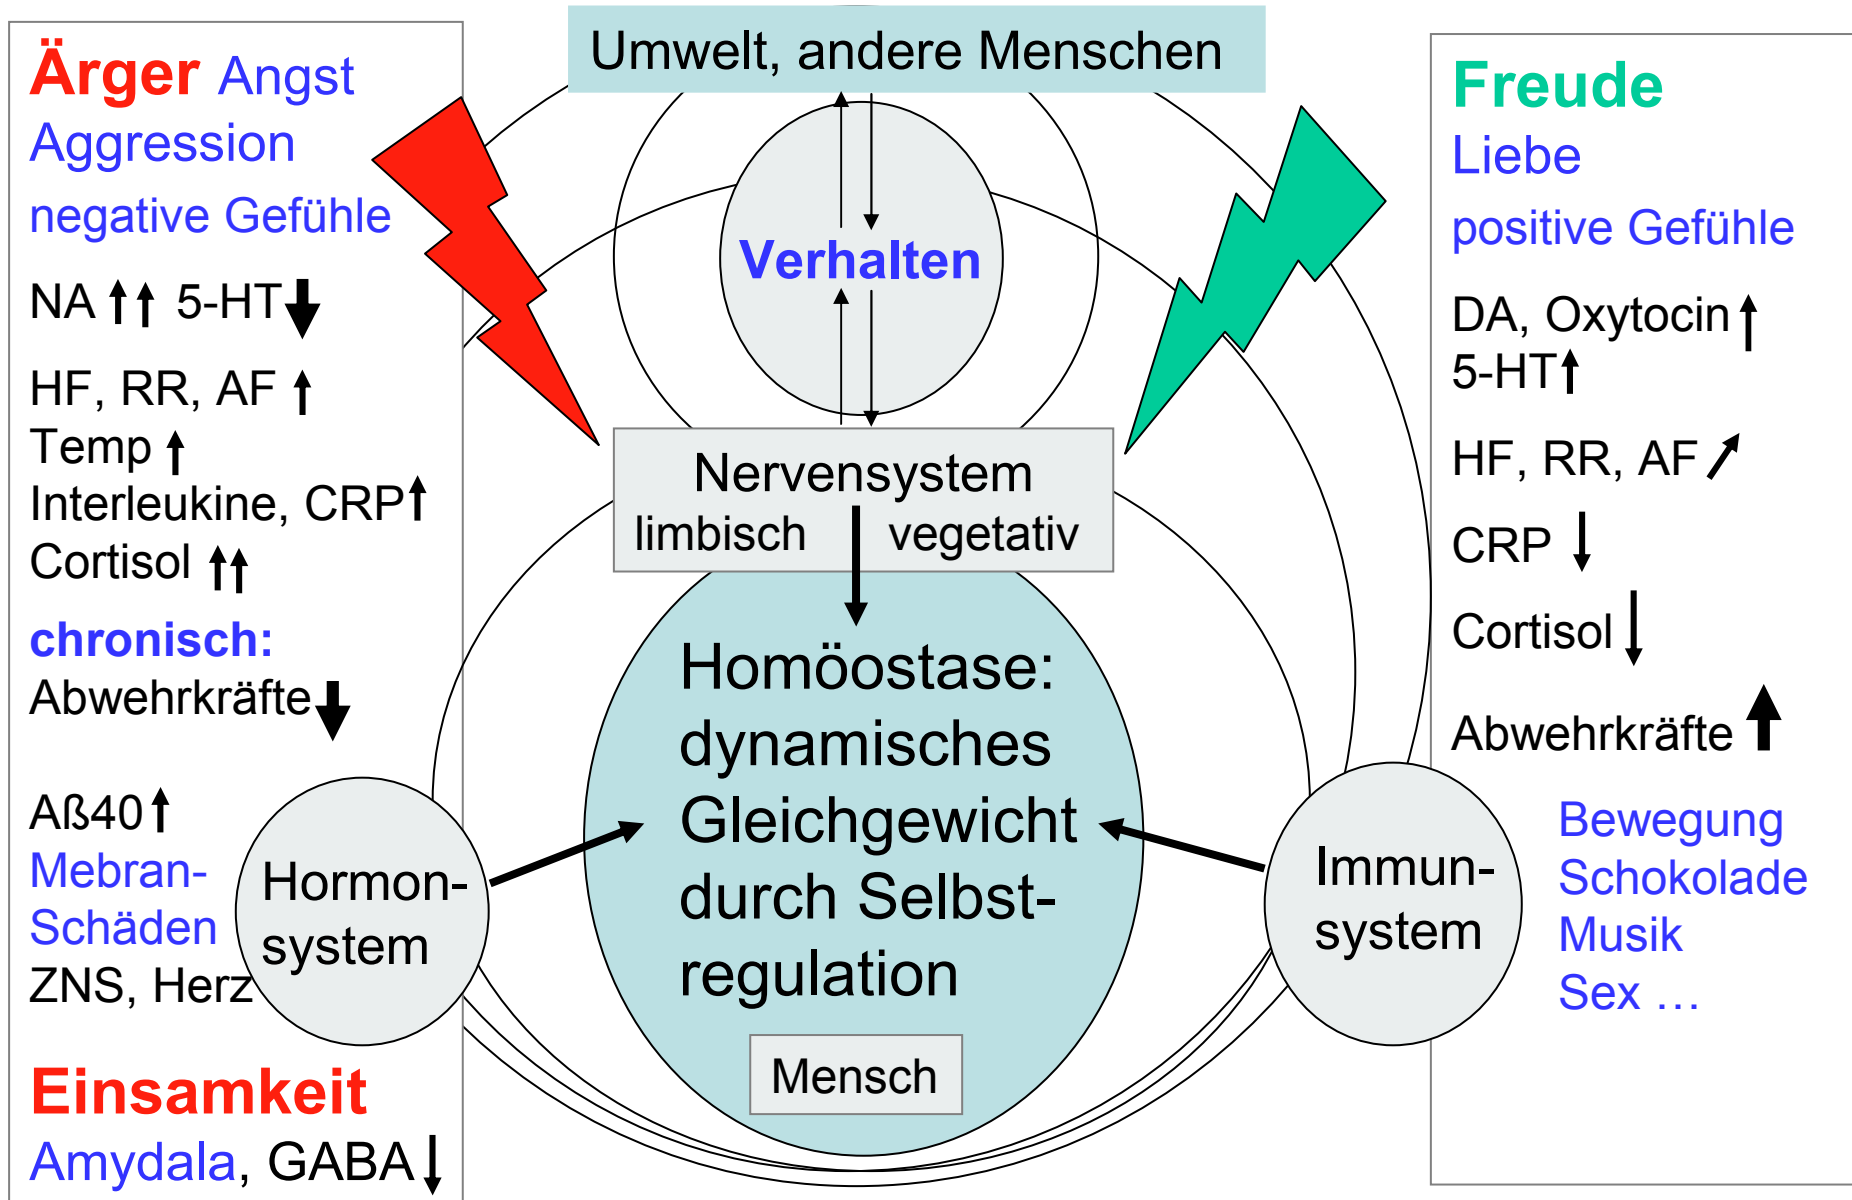 Umwelt, andere Menschen
Ärger Angst
Aggression
negative Gefühle
NA 5-HT
HF, RR, AF
Temp
Interleukine, CRP
Cortisol
chronisch:
Abwehrkräfte
Aß40
Mebran-
Schäden
ZNS, Herz
Einsamkeit
Amydala, GABA
Verhalten
Nervensystem
limbisch vegetativ
Homöostase:
dynamisches
Gleichgewicht
durch Selbst-
regulation
Mensch
Hormon-
system
Immun-
system
Freude
Liebe
positive Gefühle
DA, Oxytocin
5-HT
HF, RR, AF
CRP
Cortisol
Abwehrkräfte
Bewegung
Schokolade
Musik
Sex …